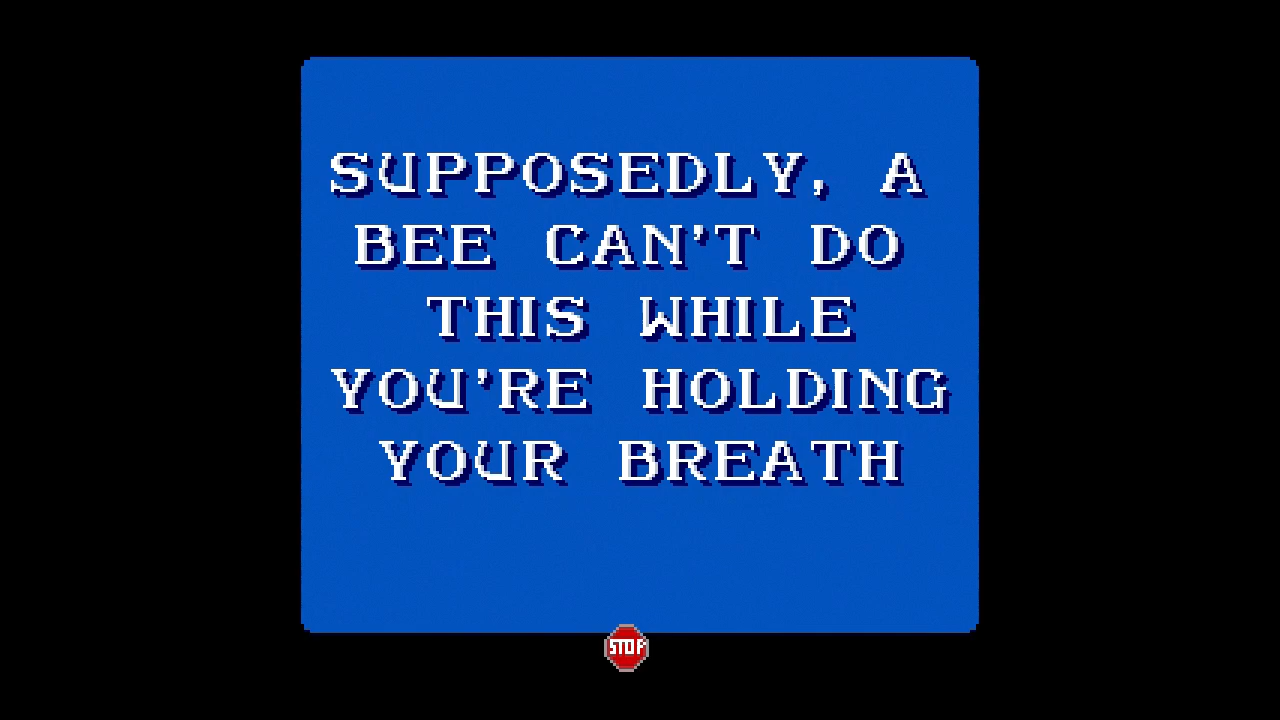 SUPPOSEDLY, A
BEE CAN'T DO
THIS WHILE
YOU'RE HOLDING
YOUR BREATH
STOP